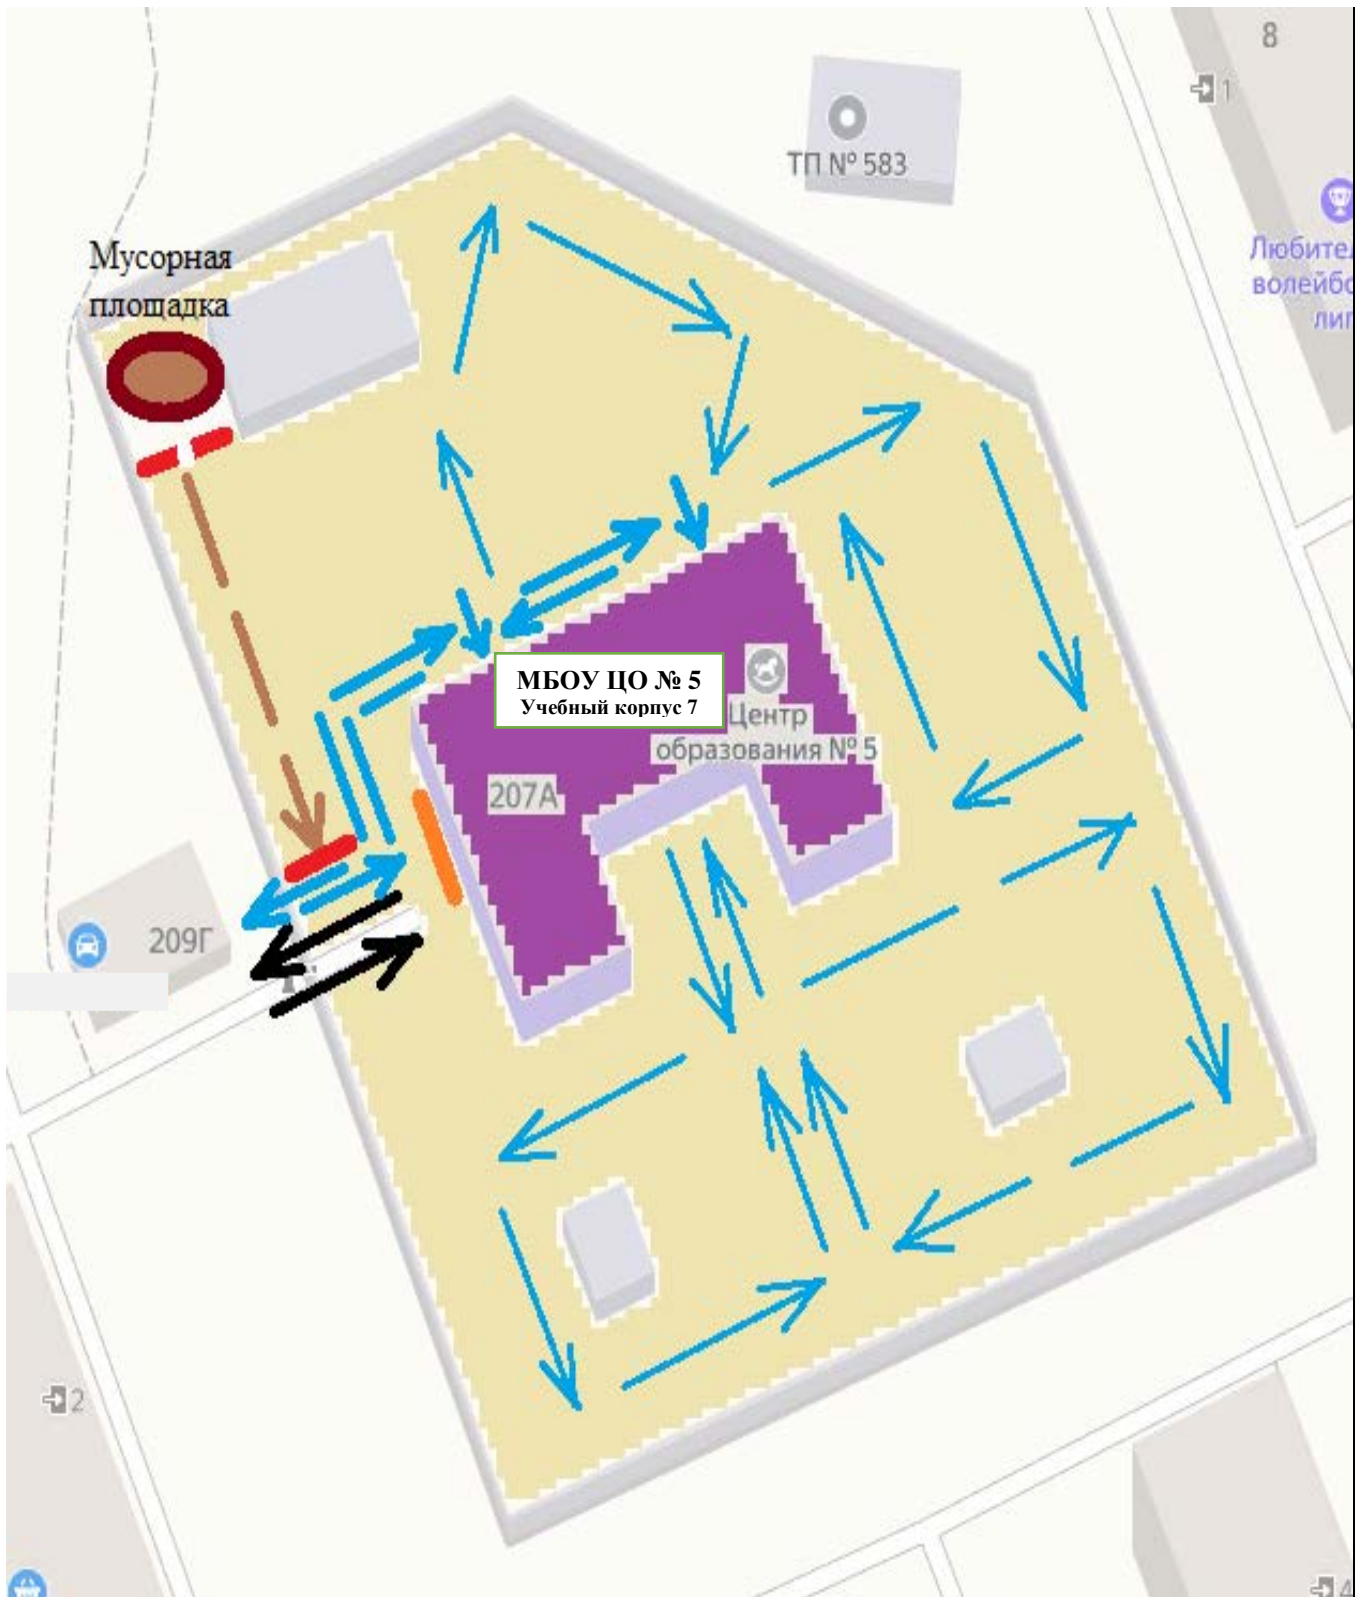 8
1
ТП № 583
Любите
волейбо
лиг
Мусорная
площадка
МБОУ ЦО № 5
Учебный корпус 7
Центр
образования № 5
207А
209Г
2
4